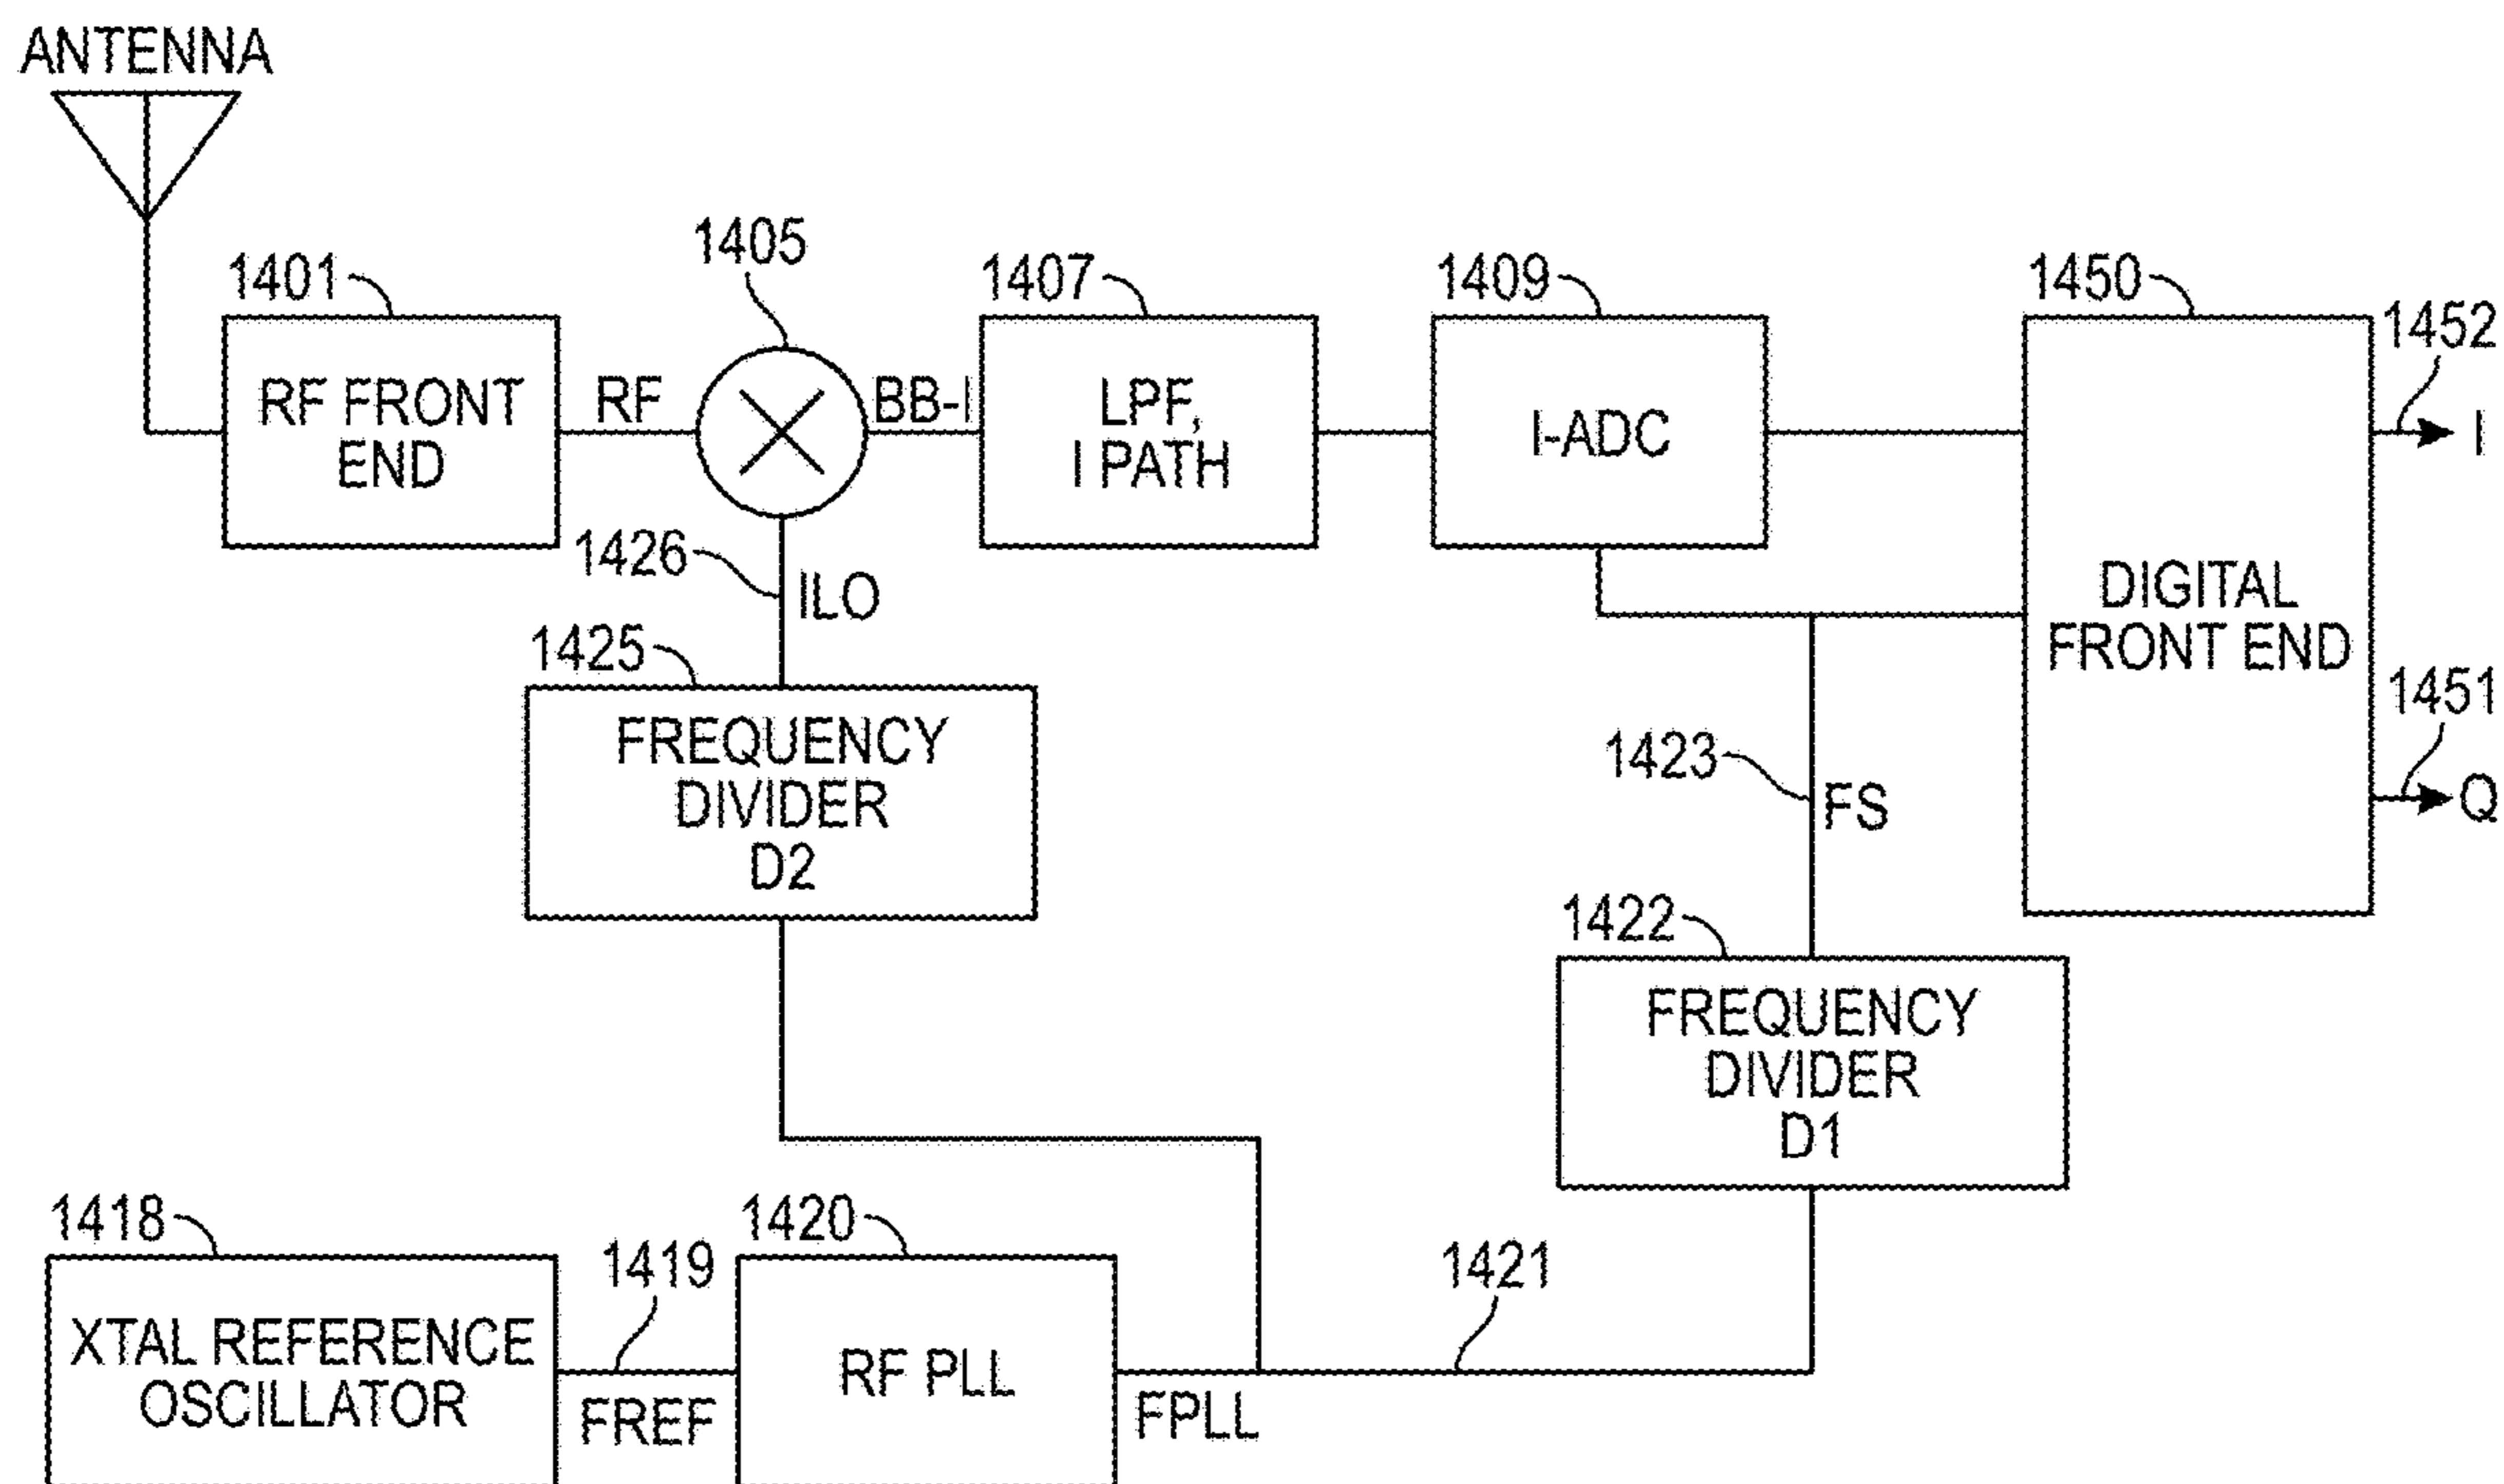 ANTENNA
1401
1405
1407
1409
1450
1452
RF FRONT
END
RF
BB-I
LPF,
I PATH
I-ADC
I
1426
ILO
DIGITAL
FRONT END
1425
FREQUENCY
DIVIDER
D2
1423
FS
1451
Q
1422
FREQUENCY
DIVIDER
D1
1418
1419
1420
1421
XTAL REFERENCE
OSCILLATOR
FREF
RF PLL
FPLL